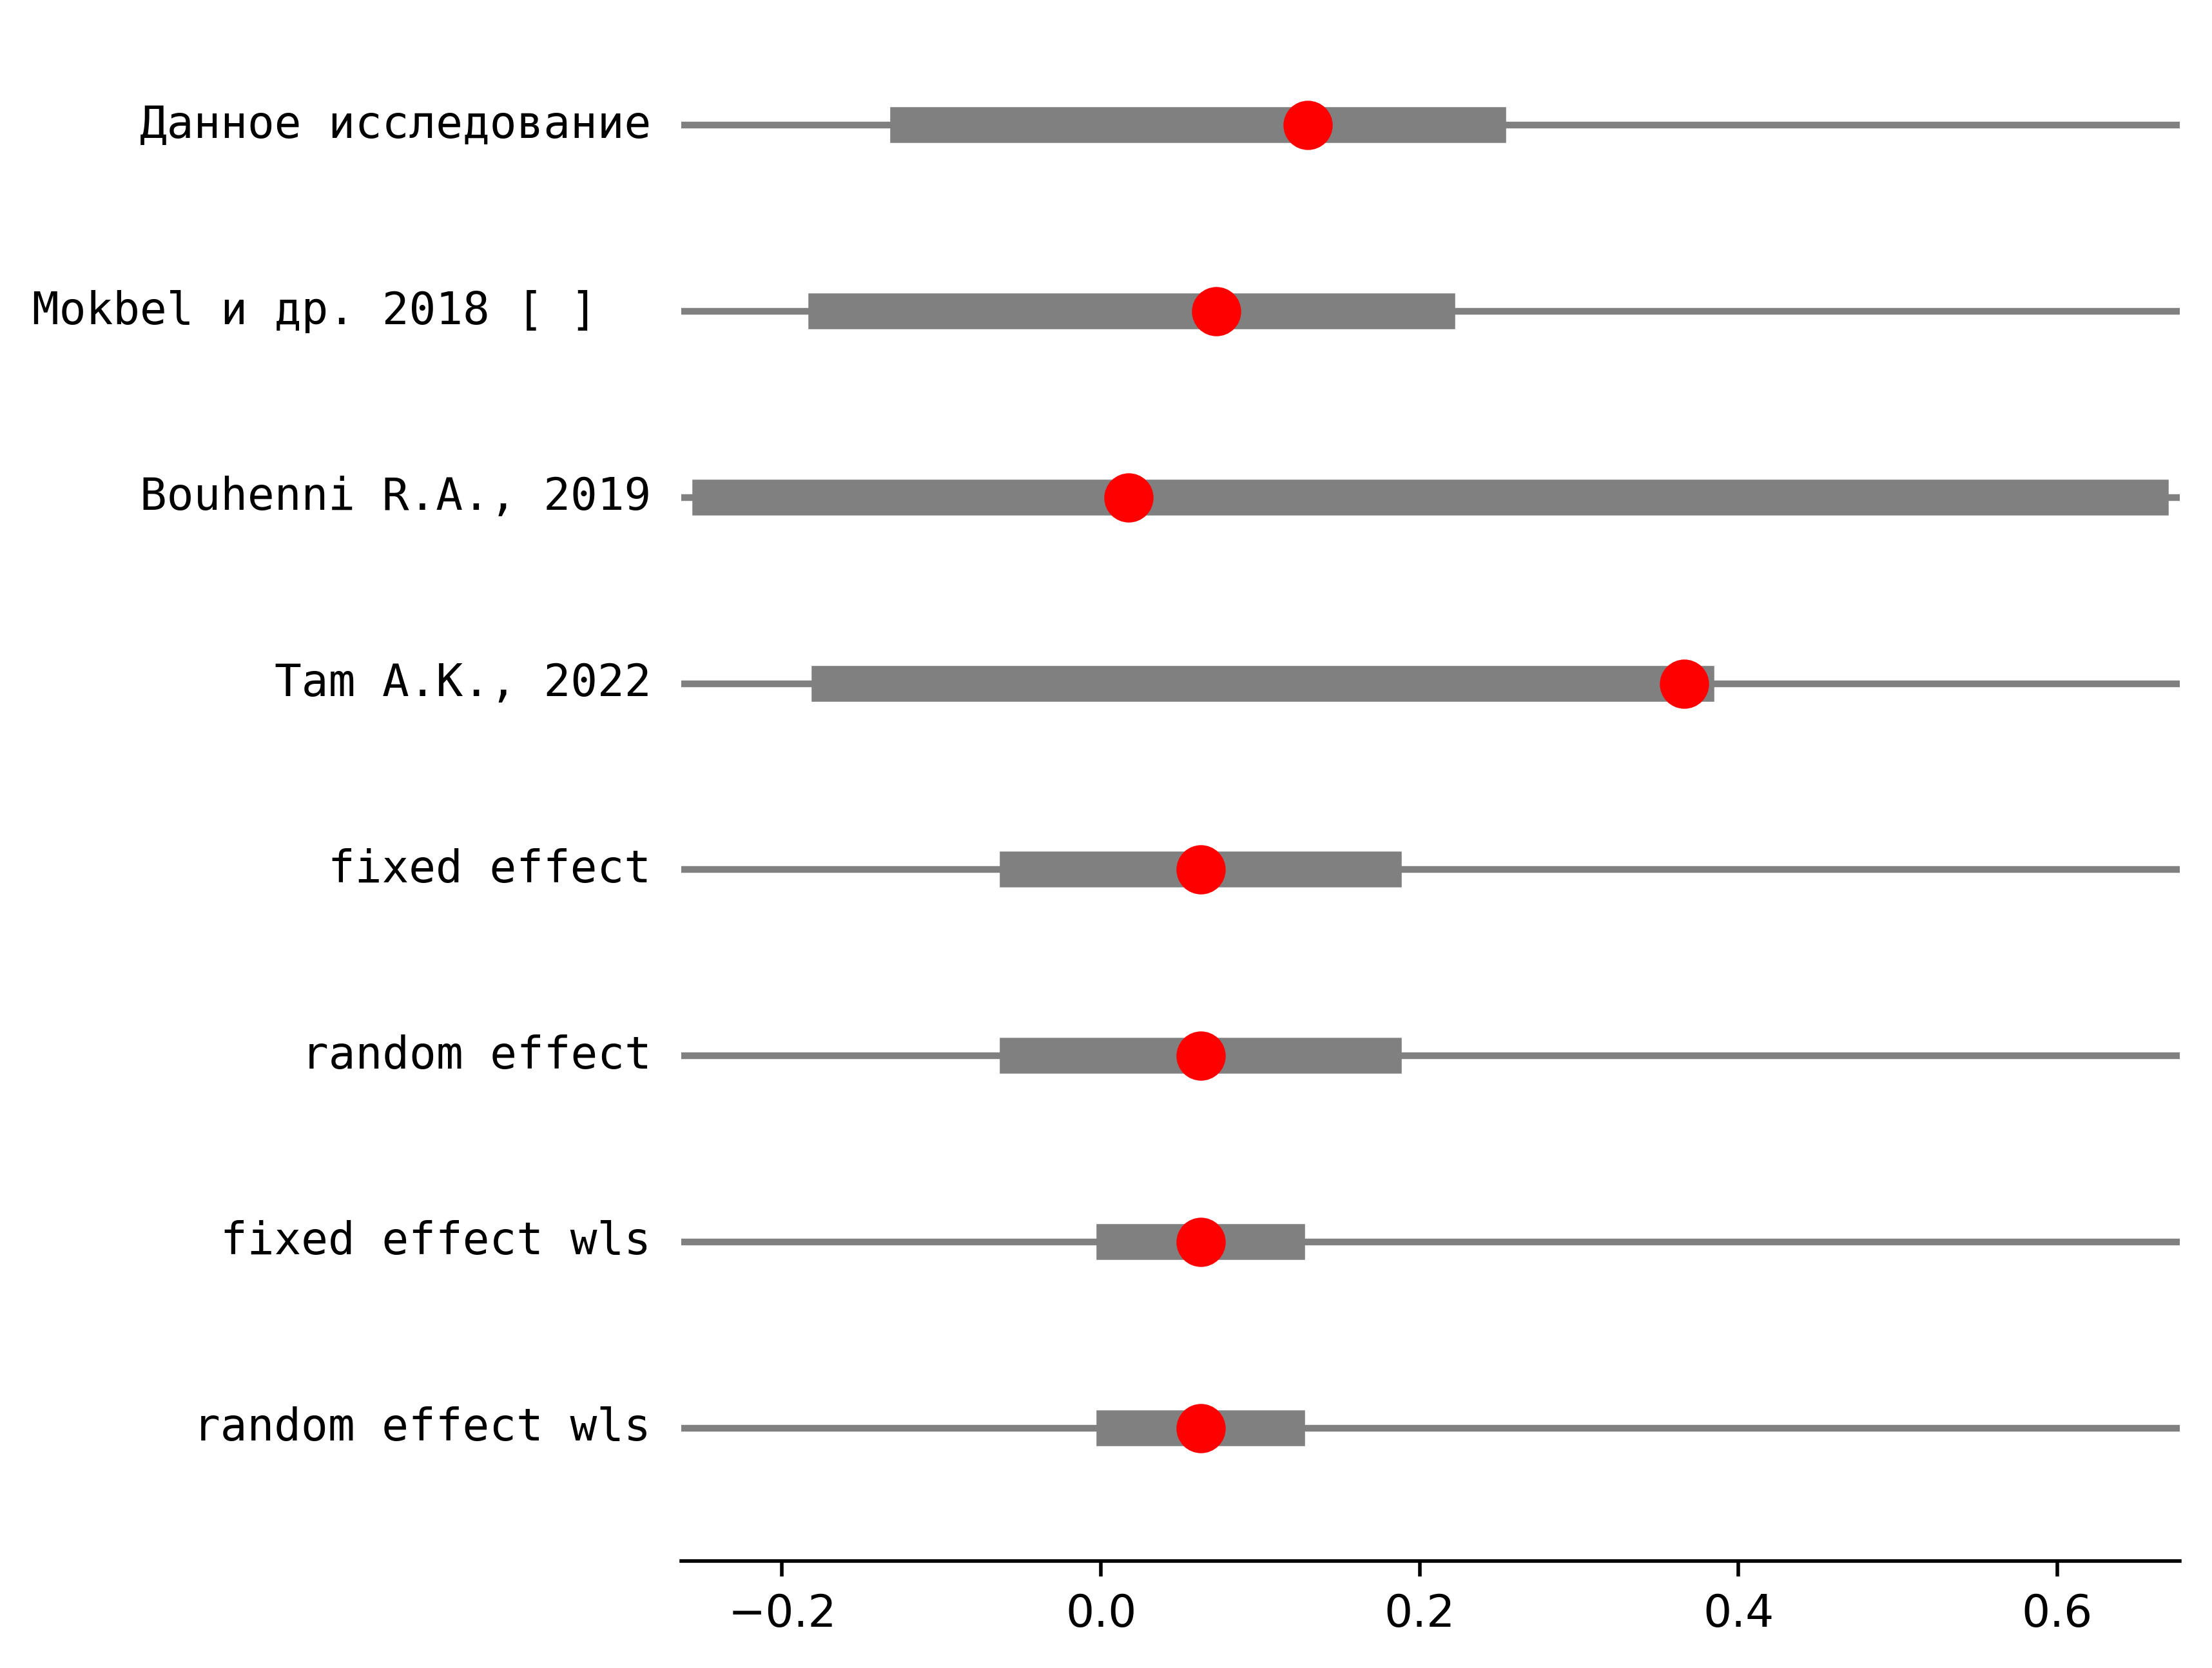 Данное исследование
Mokbel и др. 2018 [ ]
Bouhenni R.A., 2019
Tam A.K., 2022
fixed effect
random effect
fixed effect wls
random effect wls
−0.2 0.0 0.2 0.4 0.6